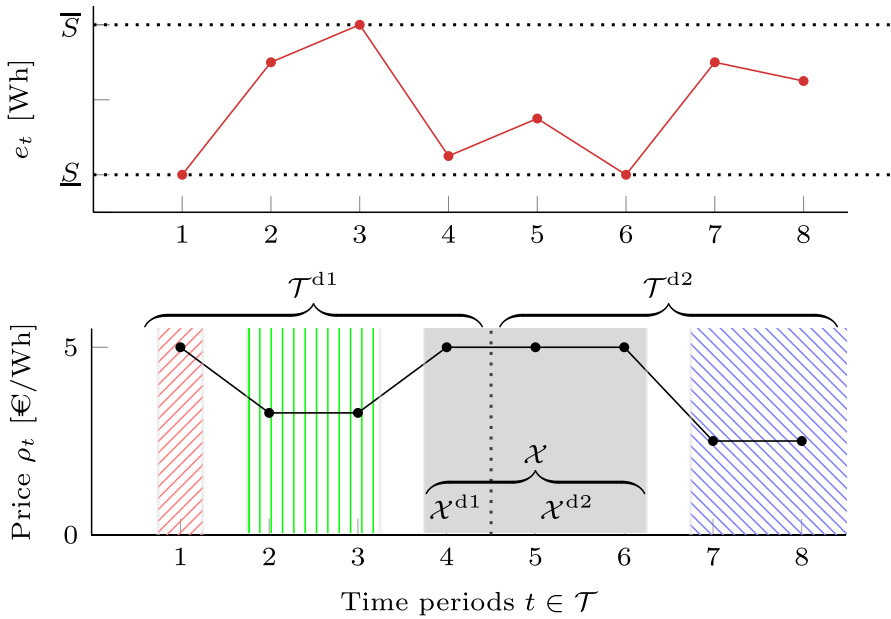 S̅
e_t [Wh]
S̲
1 2 3 4 5 6 7 8
𝒯^d1 𝒯^d2
5
Price ρ_t [€/Wh]
𝒳
𝒳^d1 𝒳^d2
0
1 2 3 4 5 6 7 8
Time periods t ∈ 𝒯